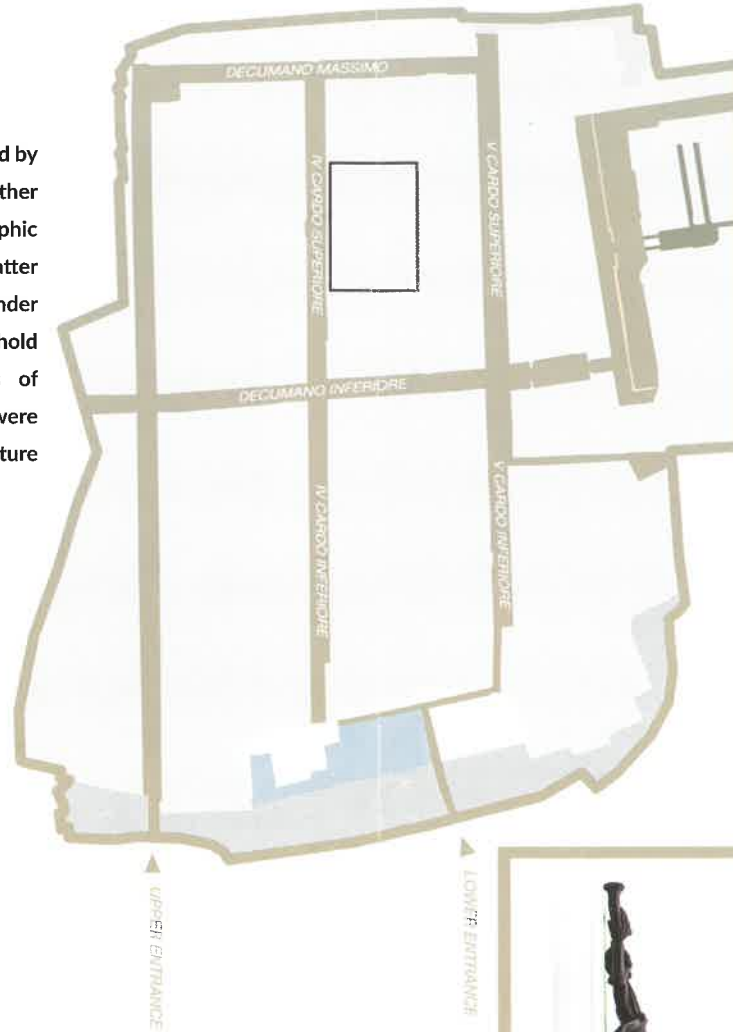 d by
ther
phic
atter
nder
hold
of
were
ture
DECUMANO MASSIMO
IV CARDO SUPERIORE
V CARDO SUPERIORE
DECUMANO INFERIORE
IV CARDO INFERIORE
V CARDO INFERIORE
UPPER ENTRANCE
LOWER ENTRANCE